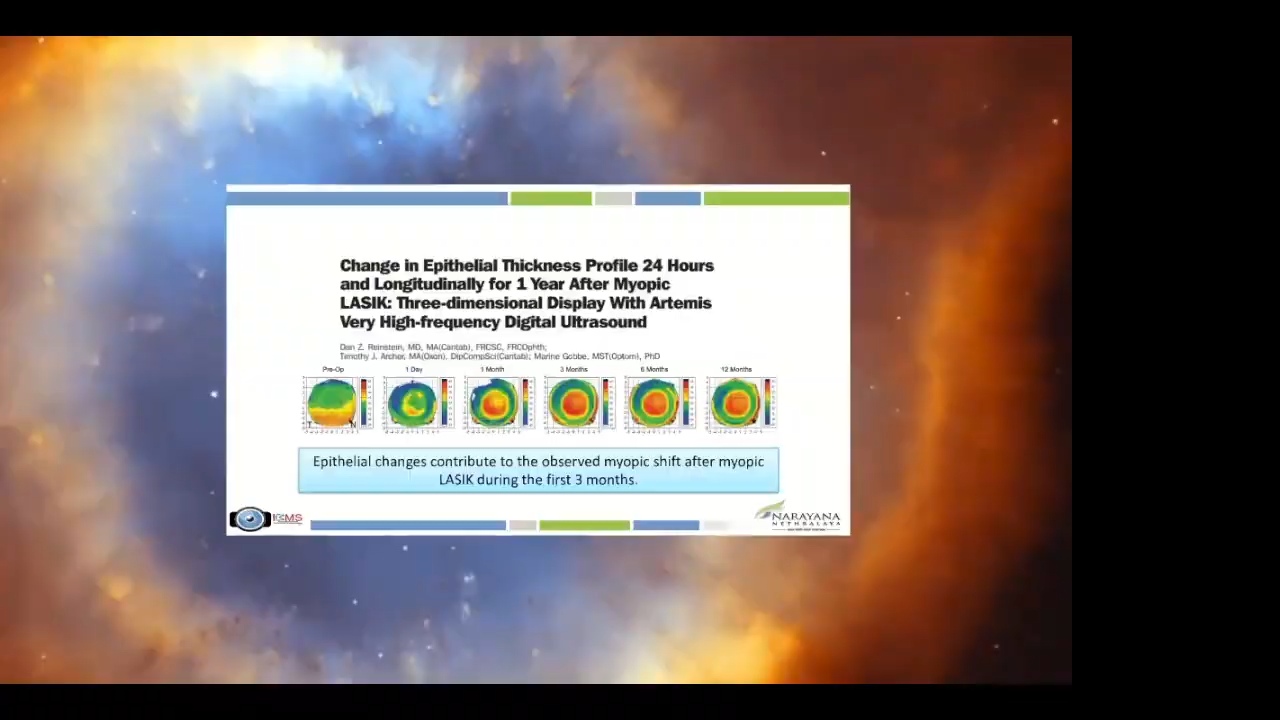 Change in Epithelial Thickness Profile 24 Hours
and Longitudinally for 1 Year After Myopic
LASIK: Three-dimensional Display With Artemis
Very High-frequency Digital Ultrasound
Dan Z. Reinstein, MD, MA(Cantab), FRCSC, FRCOphth;
Timothy J. Archer, MA(Oxon), DipCompSci(Cantab); Marine Gobbe, MST(Optom), PhD
Pre-Op 1 Day 1 Month 3 Months 6 Months 12 Months
T N
Epithelial changes contribute to the observed myopic shift after myopic
LASIK during the first 3 months.
NARAYANA
NETHRALAYA